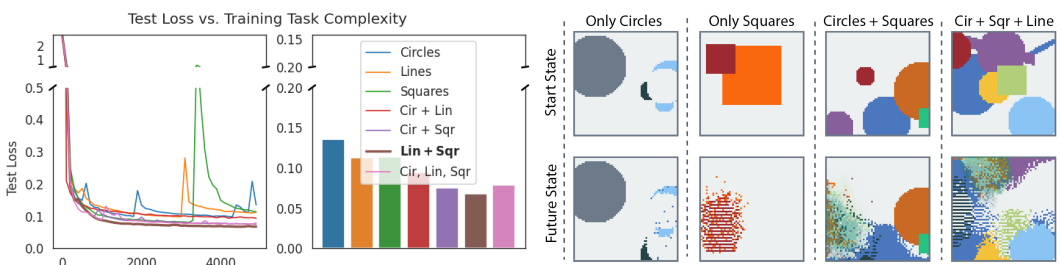 Test Loss vs. Training Task Complexity
Test Loss
2
1
0.5
0.4
0.3
0.2
0.1
0.0
0
2000
4000
0.15
0.20
0.20
0.15
0.10
0.05
0.00
Circles
Lines
Squares
Cir + Lin
Cir + Sqr
Lin + Sqr
Cir, Lin, Sqr
Only Circles
Only Squares
Circles + Squares
Cir + Sqr + Line
Start State
Future State